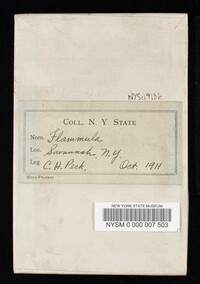 NYSf9136
COLL. N. Y. STATE
Nom. Flammula
Loc. Savannah, N.Y.
Leg. C. H. Peck, Oct. 1911
NEW YORK STATE MUSEUM
NYSM 0 000 007 503